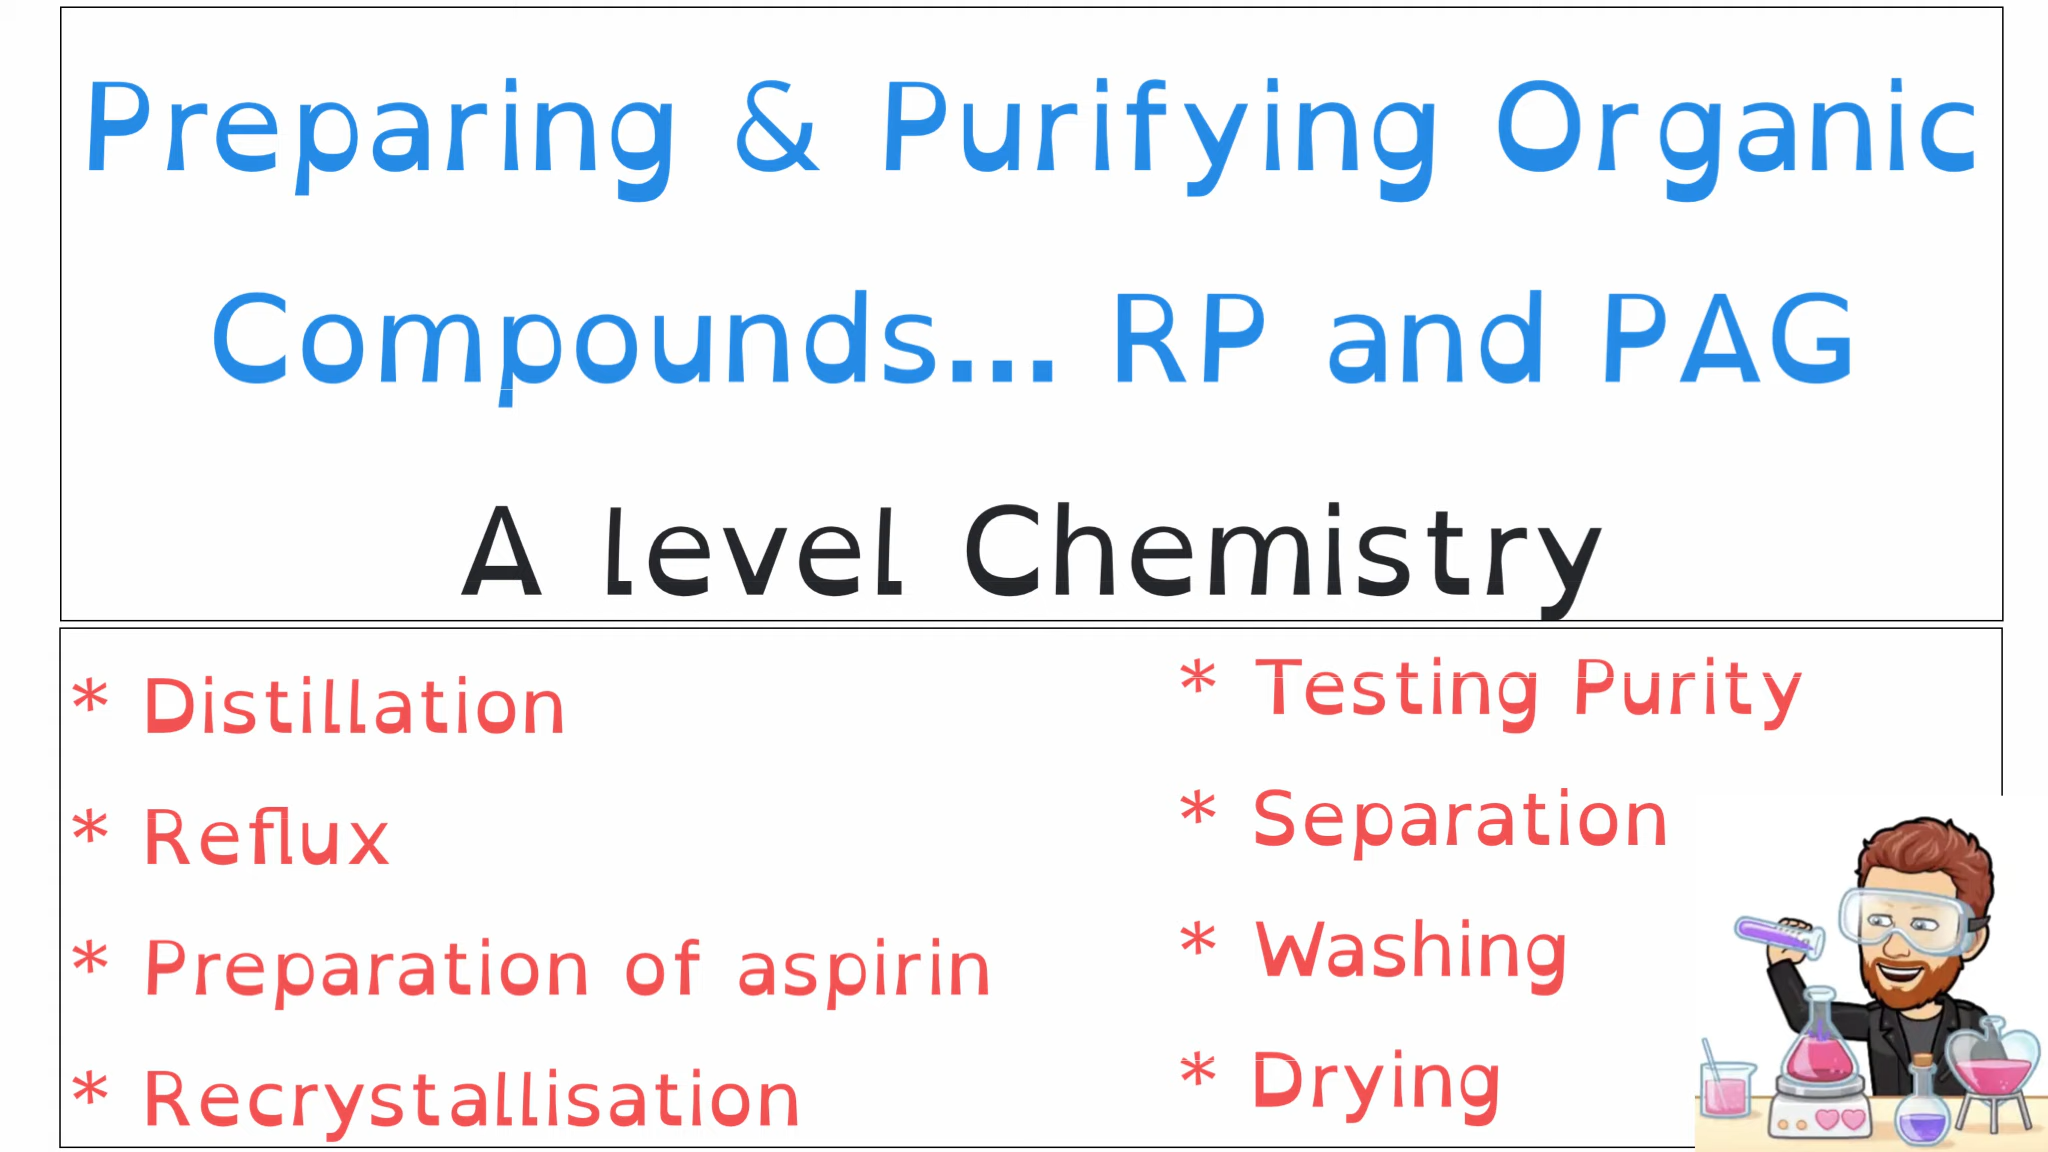 Preparing & Purifying Organic
Compounds... RP and PAG
A level Chemistry
* Distillation
* Reflux
* Preparation of aspirin
* Recrystallisation
* Testing Purity
* Separation
* Washing
* Drying